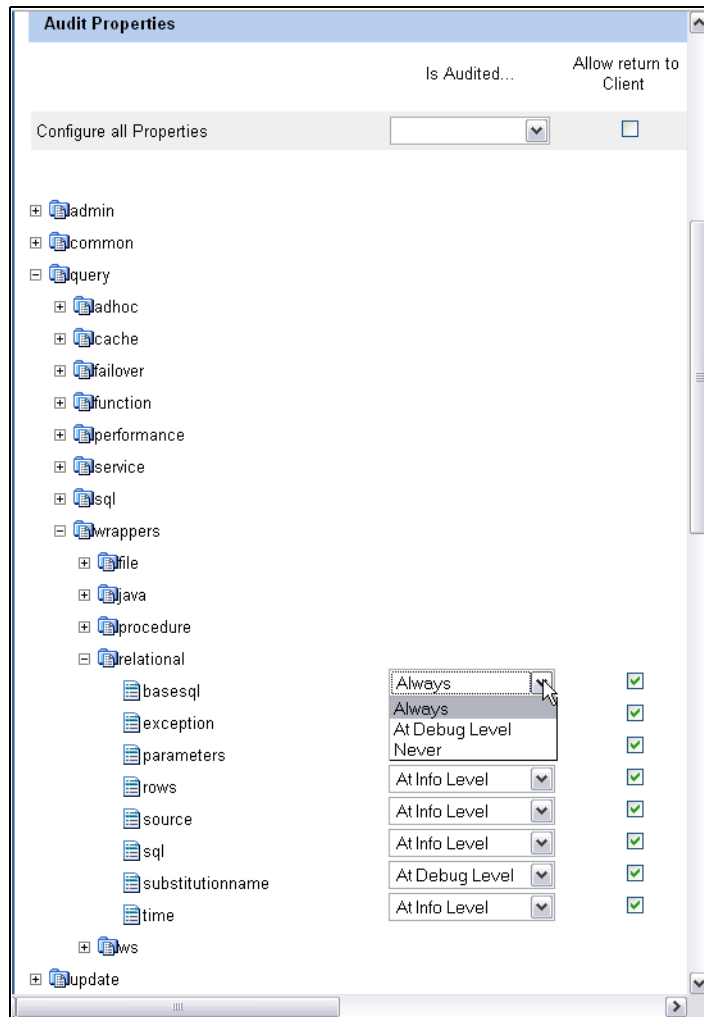 Audit Properties
Is Audited...
Allow return to
Client
Configure all Properties
admin
common
query
adhoc
cache
failover
function
performance
service
sql
wrappers
file
java
procedure
relational
basesql Always
Always
exception At Debug Level
parameters Never
rows At Info Level
source At Info Level
sql At Info Level
substitutionname At Debug Level
time At Info Level
ws
update